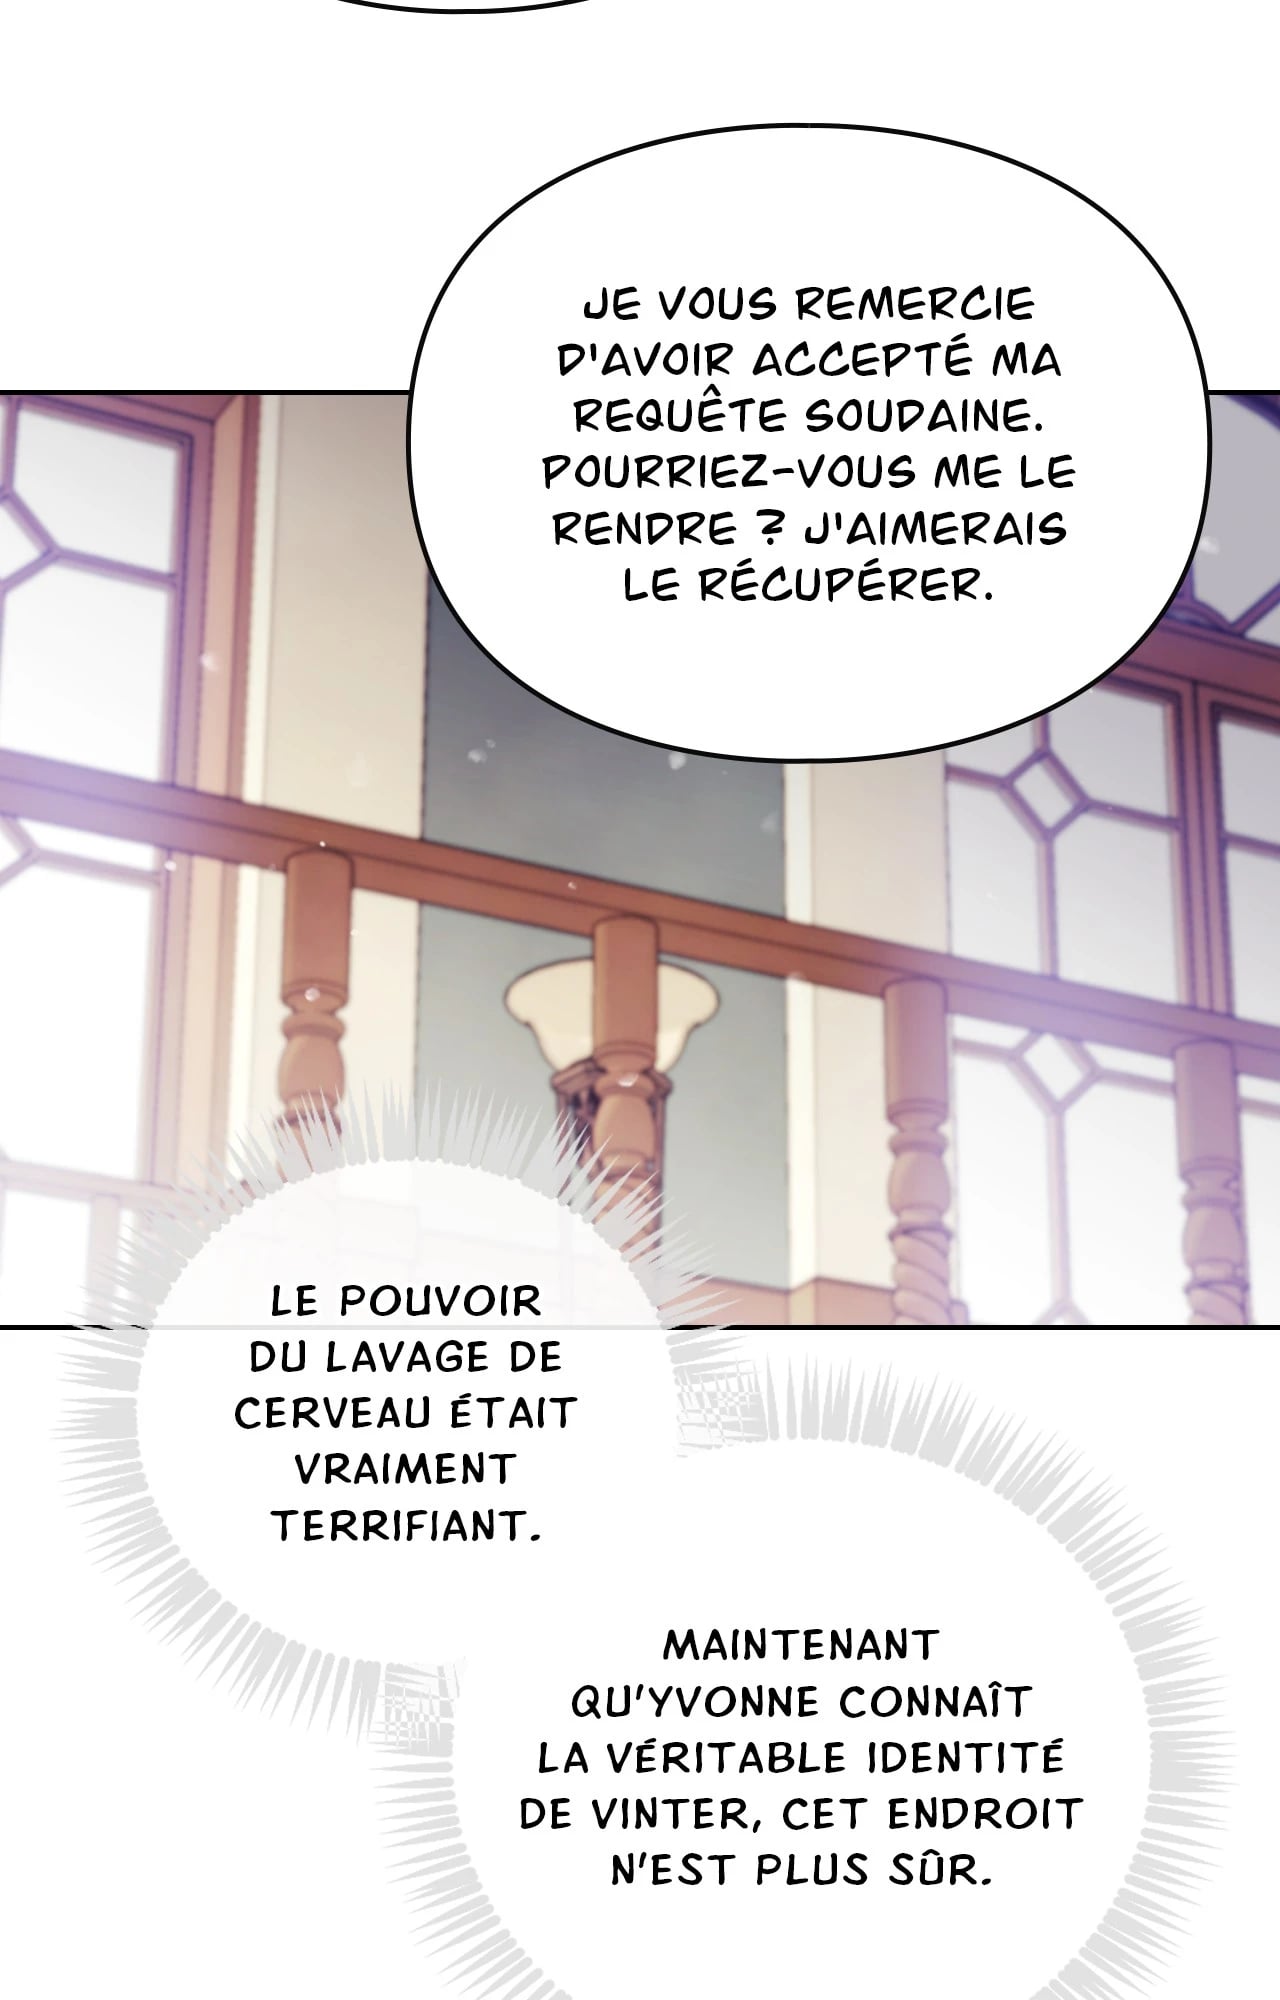 JE VOUS REMERCIE
D'AVOIR ACCEPTÉ MA
REQUÊTE SOUDAINE.
POURRIEZ-VOUS ME LE
RENDRE ? J'AIMERAIS
LE RÉCUPÉRER.
LE POUVOIR
DU LAVAGE DE
CERVEAU ÉTAIT
VRAIMENT
TERRIFIANT.
MAINTENANT
QU'YVONNE CONNAÎT
LA VÉRITABLE IDENTITÉ
DE VINTER, CET ENDROIT
N'EST PLUS SÛR.